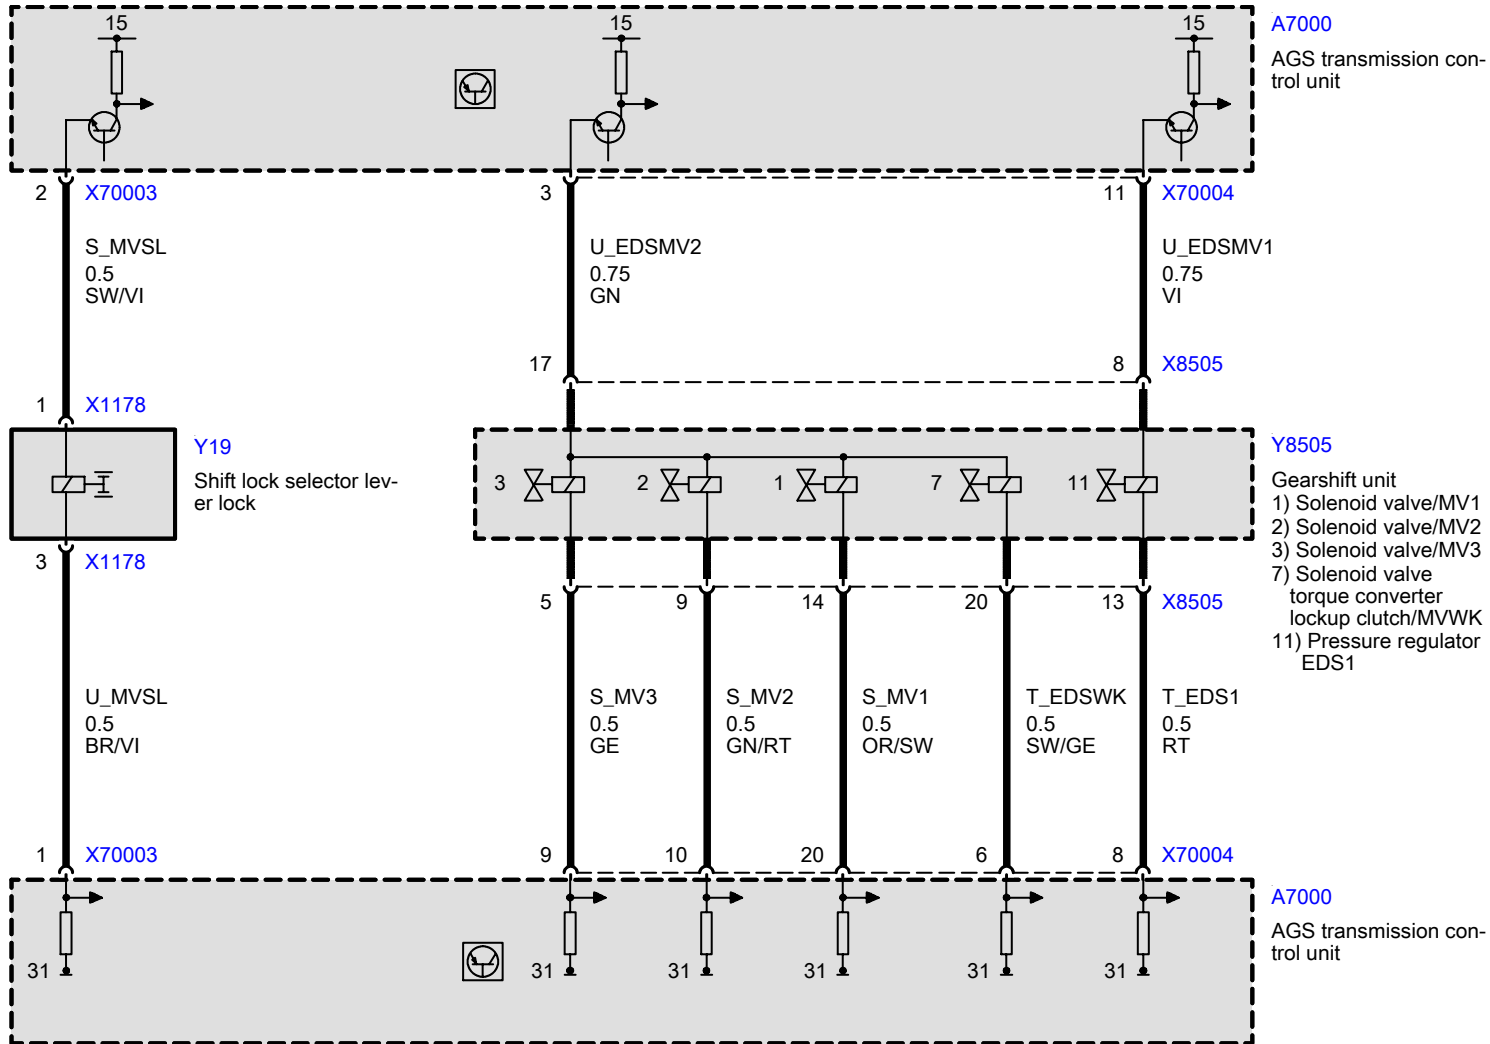 15
15
15
A7000
AGS transmission con-
trol unit
2 X70003
3
11 X70004
S_MVSL
0.5
SW/VI
U_EDSMV2
0.75
GN
U_EDSMV1
0.75
VI
17
8 X8505
1 X1178
Y19
Shift lock selector lev-
er lock
3
2
1
7
11
Y8505
Gearshift unit
1) Solenoid valve/MV1
2) Solenoid valve/MV2
3) Solenoid valve/MV3
7) Solenoid valve
torque converter
lockup clutch/MVWK
11) Pressure regulator
EDS1
3 X1178
5
9
14
20
13 X8505
U_MVSL
0.5
BR/VI
S_MV3
0.5
GE
S_MV2
0.5
GN/RT
S_MV1
0.5
OR/SW
T_EDSWK
0.5
SW/GE
T_EDS1
0.5
RT
1 X70003
9
10
20
6
8 X70004
A7000
AGS transmission con-
trol unit
31
31
31
31
31
31